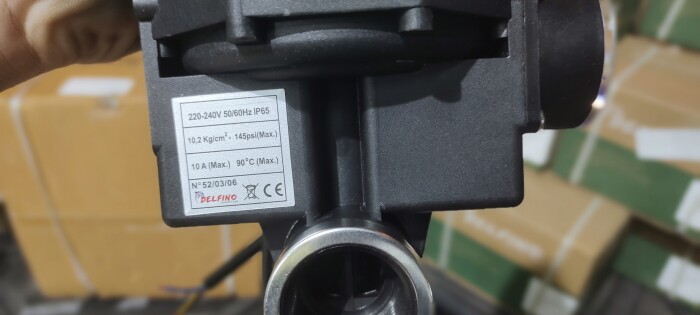 220-240V 50/60Hz IP65
10,2 Kg/cm² - 145psi(Max.)
10 A (Max.) 90°C (Max.)
N° 52/03/06
DELFINO CE